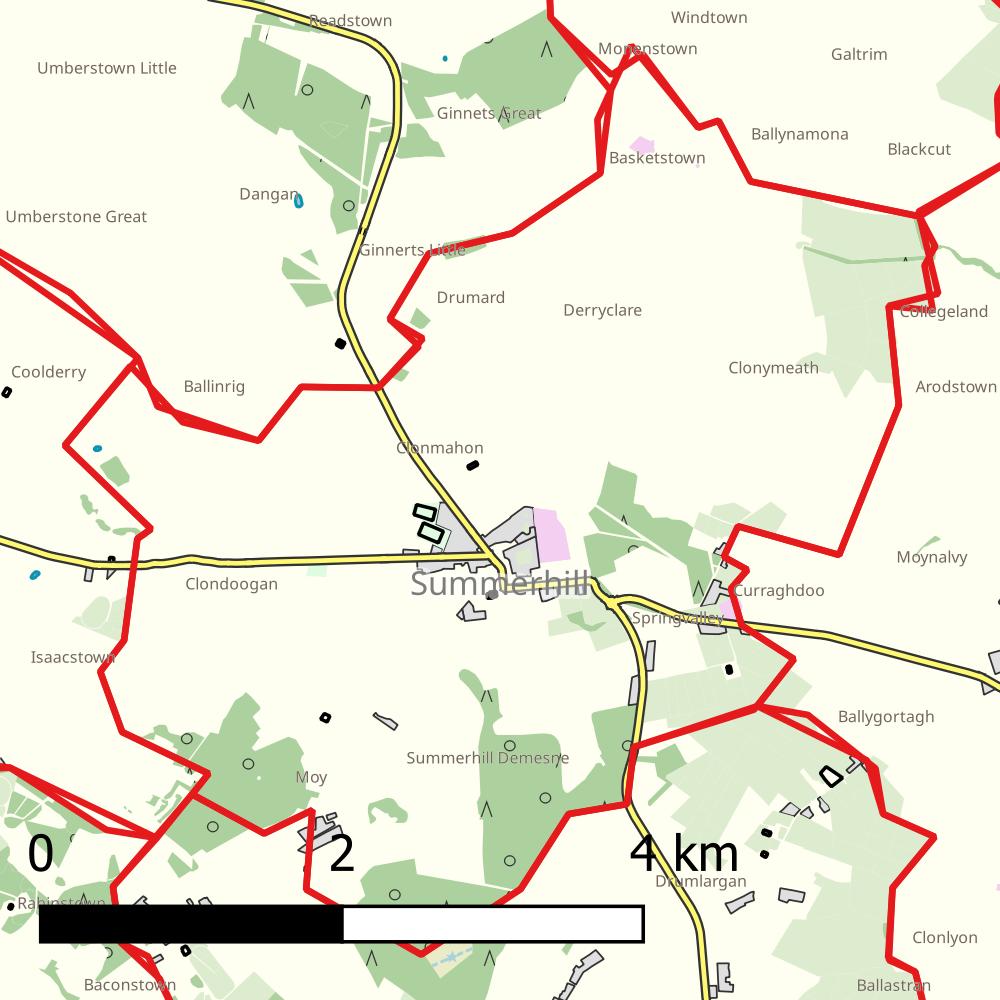 Readstown
Windtown
Monenstown
Galtrim
Umberstown Little
Ginnets Great
Ballynamona
Blackcut
Basketstown
Dangan
Umberstone Great
Ginnerts Little
Drumard
Derryclare
Collegeland
Clonymeath
Coolderry
Ballinrig
Arodstown
Clonmahon
Moynalvy
Clondoogan
Summerhill
Curraghdoo
Springvalley
Isaacstown
Ballygortagh
Summerhill Demesne
Moy
0 2 4 km
Drumlargan
Rahinstown
Clonlyon
Baconstown
Ballastran